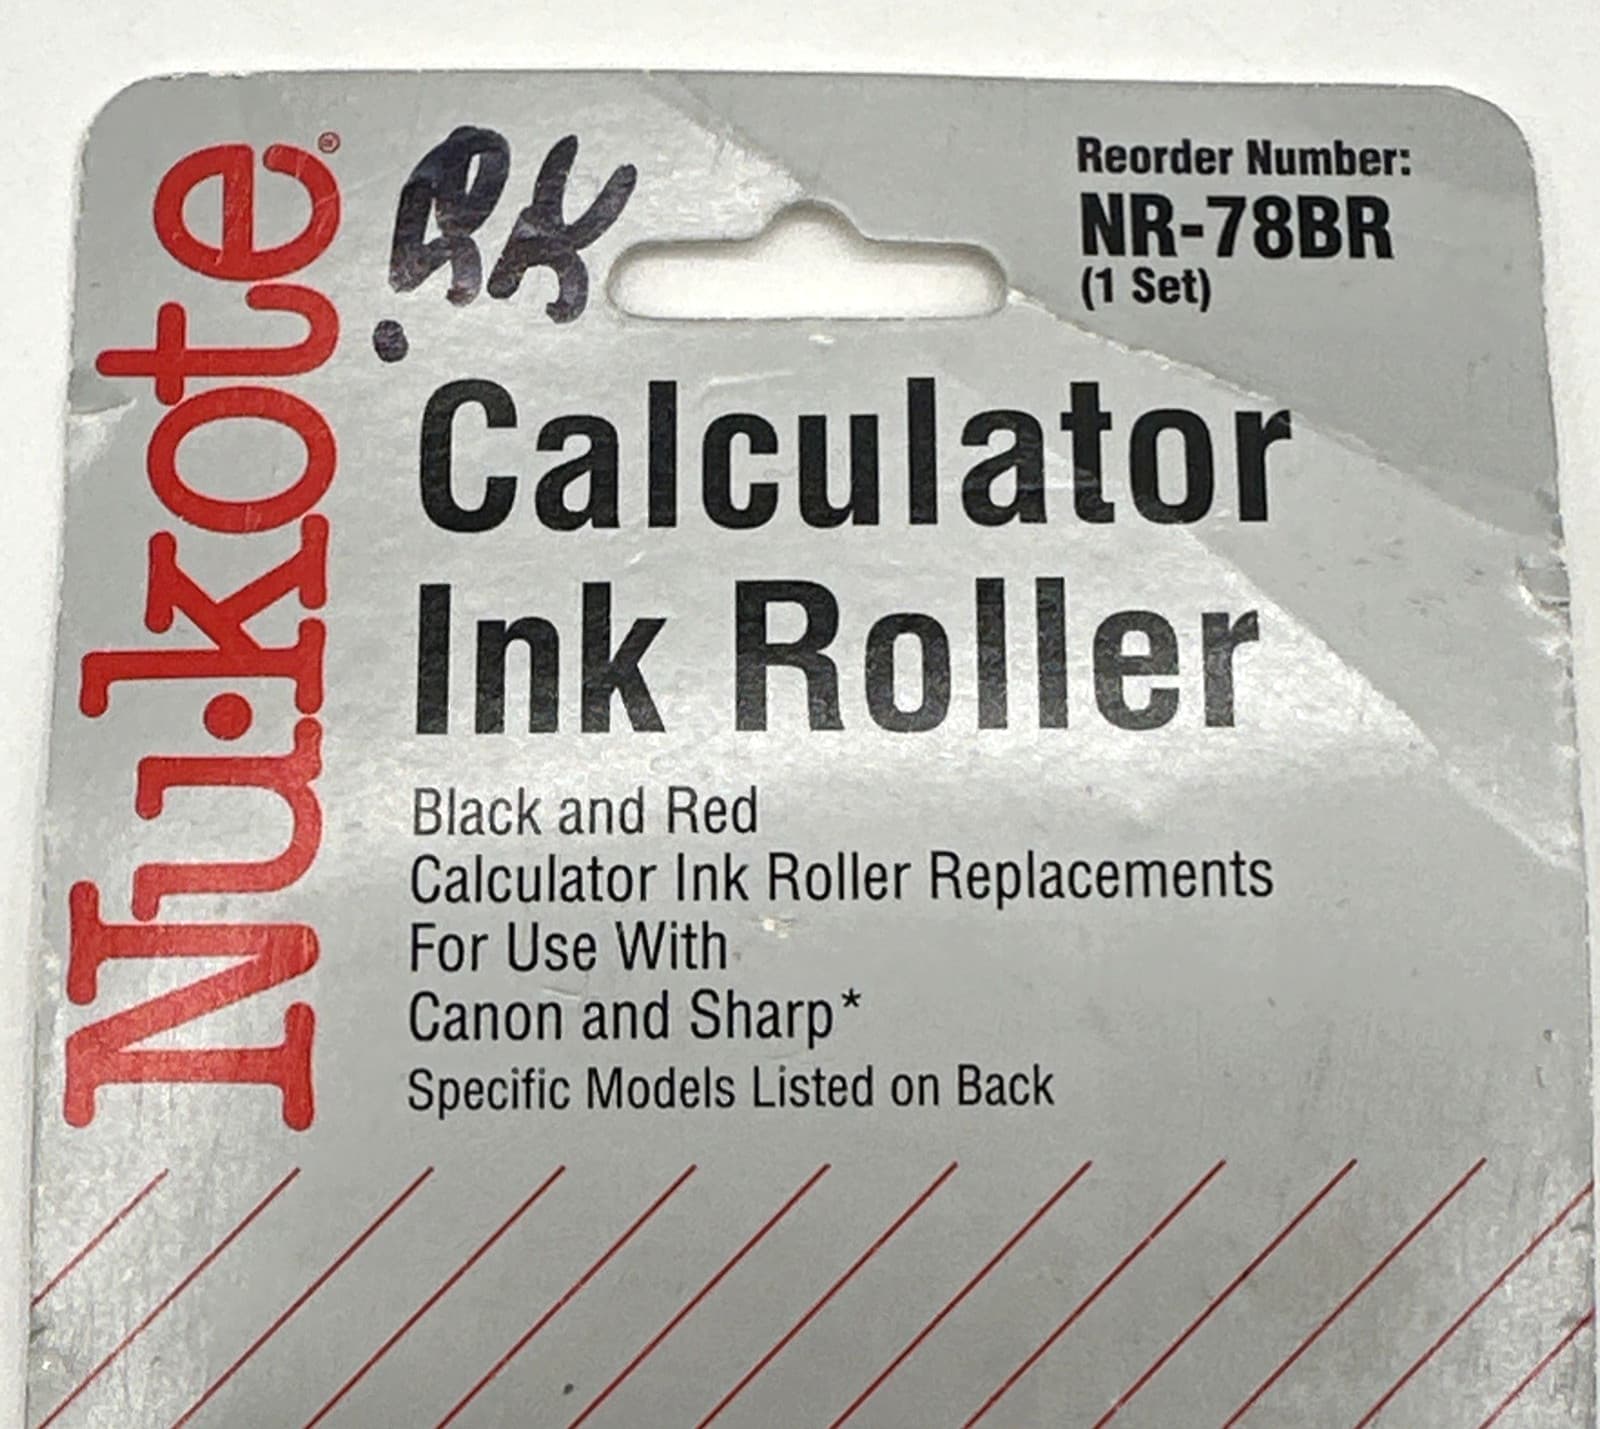 Nu·kote®
Reorder Number:
NR-78BR
(1 Set)
Calculator
Ink Roller
Black and Red
Calculator Ink Roller Replacements
For Use With
Canon and Sharp*
Specific Models Listed on Back